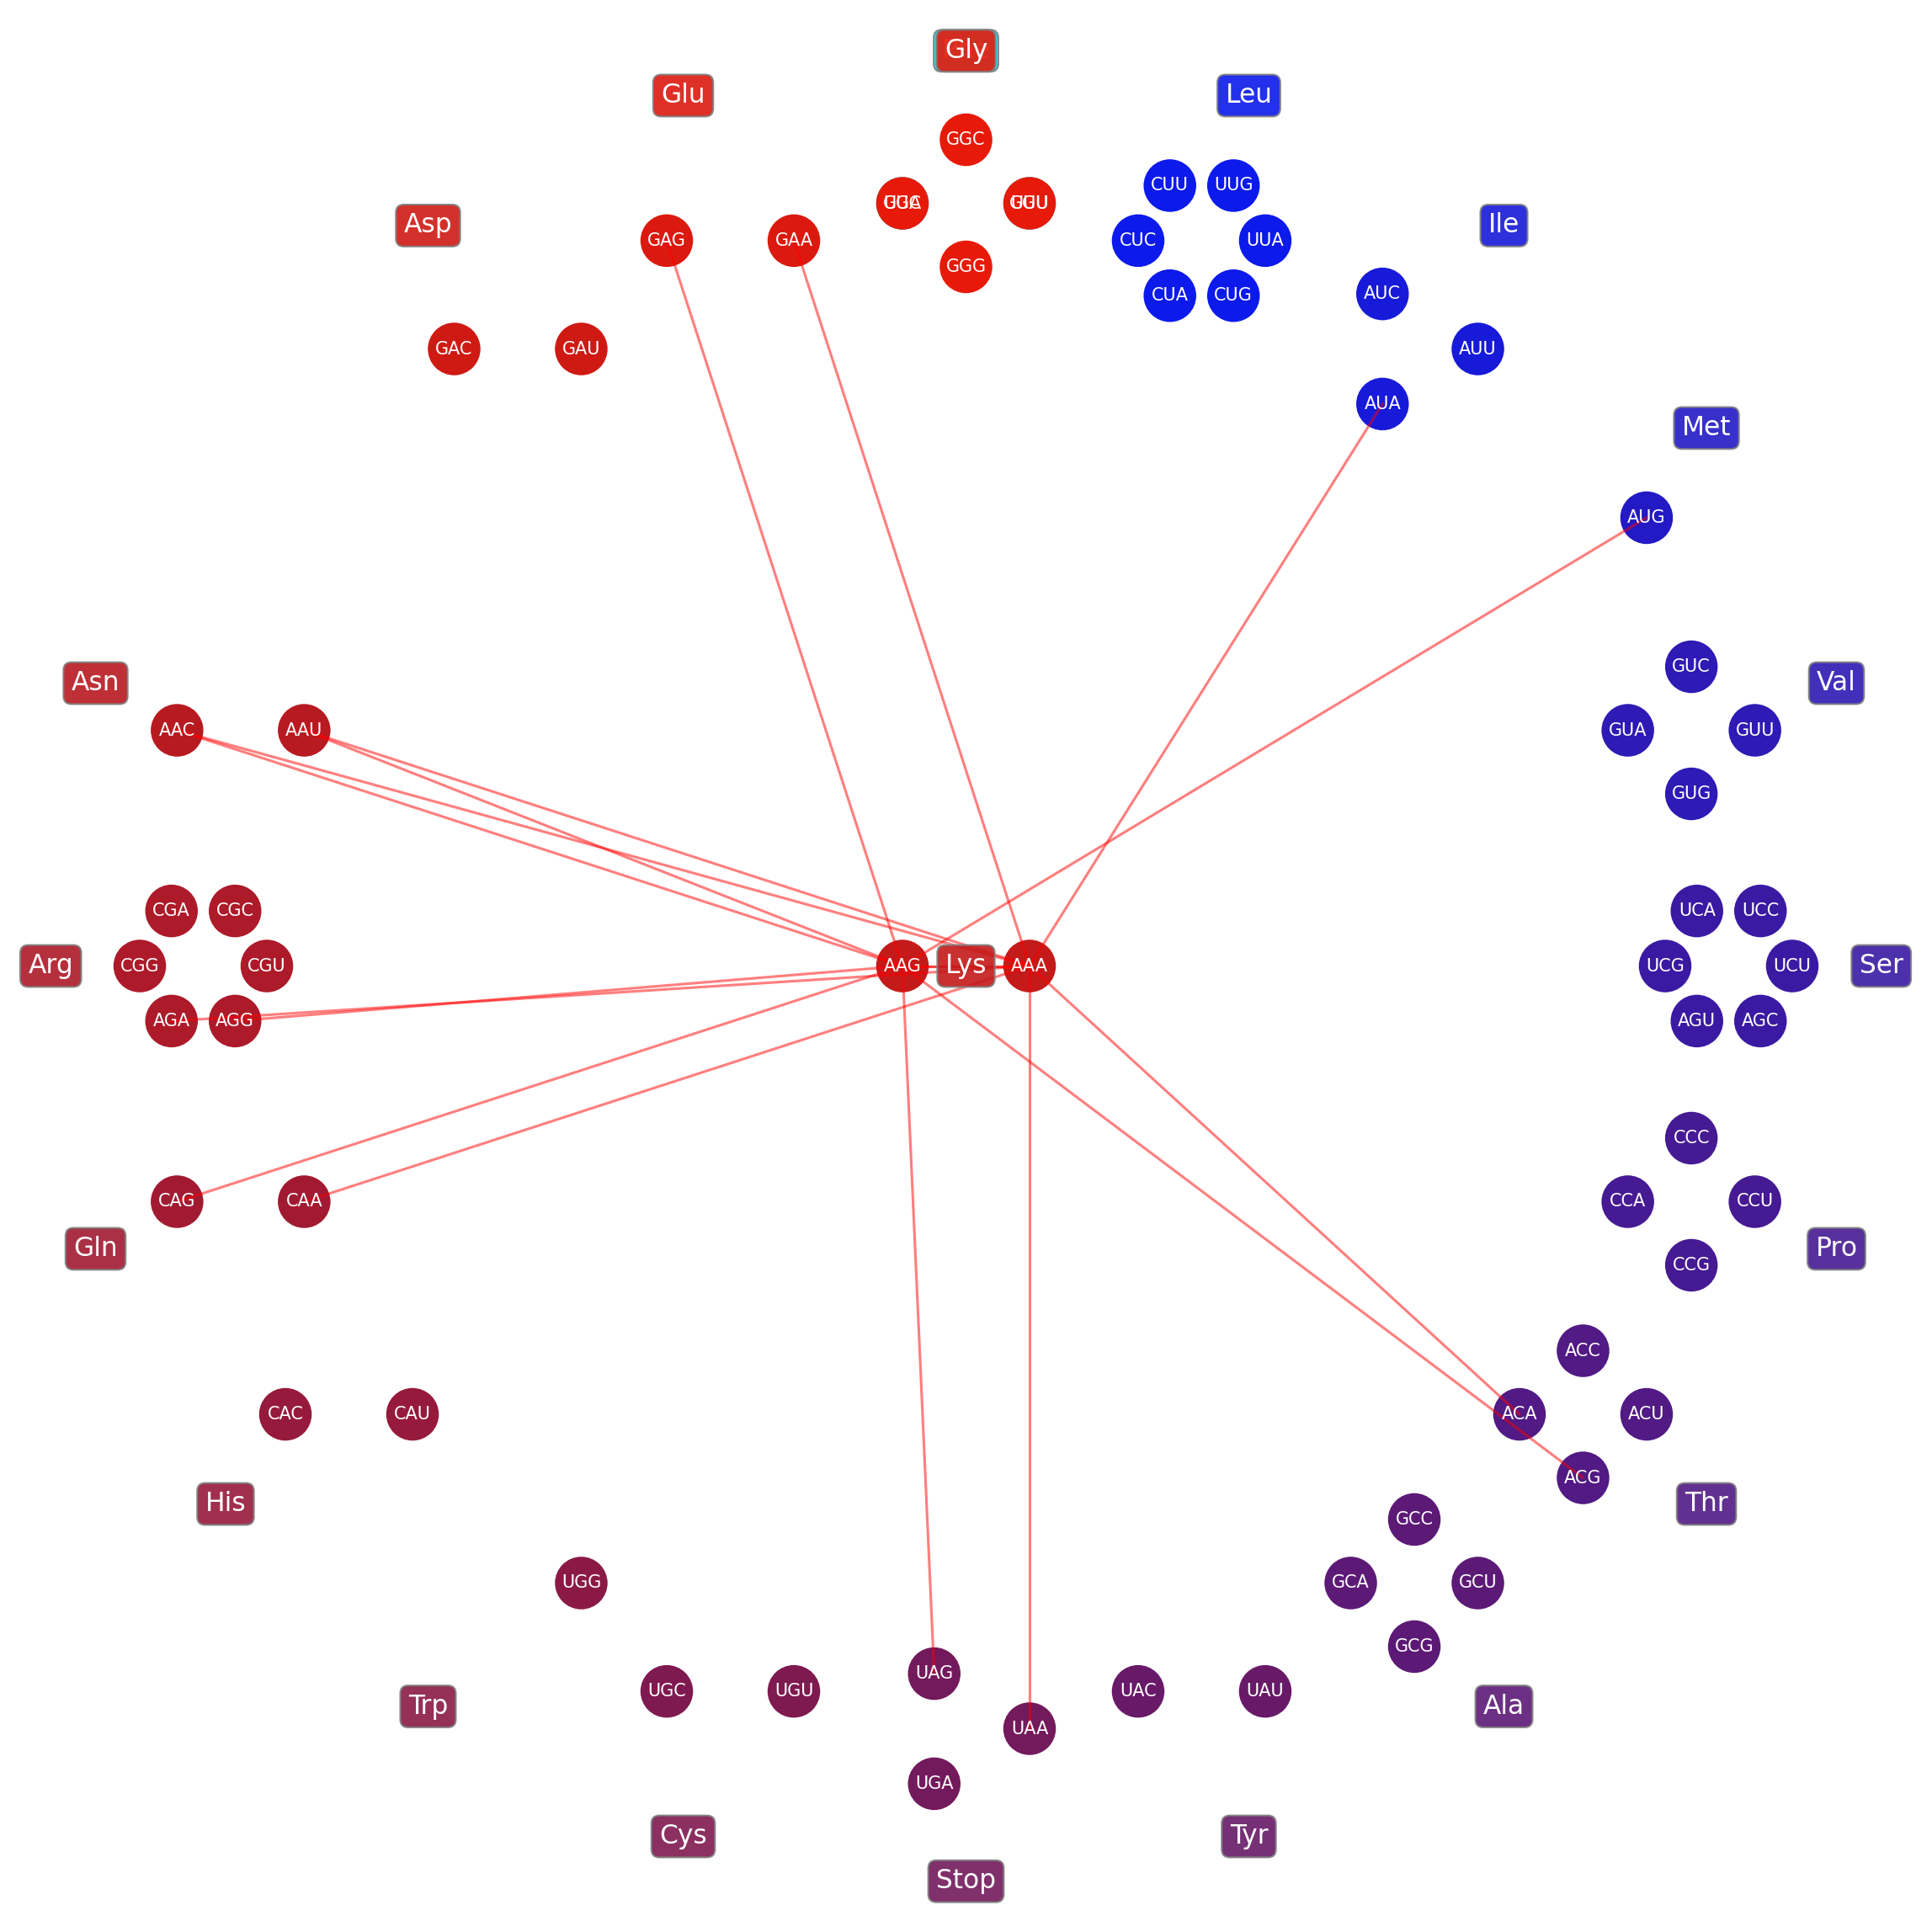 Gly
Glu
Leu
GGC
CUU UUG
Asp
Ile
GAG GAA
CUC UUA
GGG
AUC
CUA CUG
GAC GAU
AUU
AUA
Met
AUG
GUC
Asn
Val
AAC AAU
GUA GUU
GUG
CGA CGC
UCA UCC
Arg
CGG CGU
AAG Lys AAA
UCG UCU
Ser
AGA AGG
AGU AGC
CCC
CAG CAA
CCA CCU
Gln
Pro
CCG
ACC
CAC CAU
ACA ACU
ACG
His
Thr
GCC
UGG
GCA GCU
GCG
UAG
UGC UGU
UAC UAU
Trp
Ala
UAA
UGA
Cys
Tyr
Stop